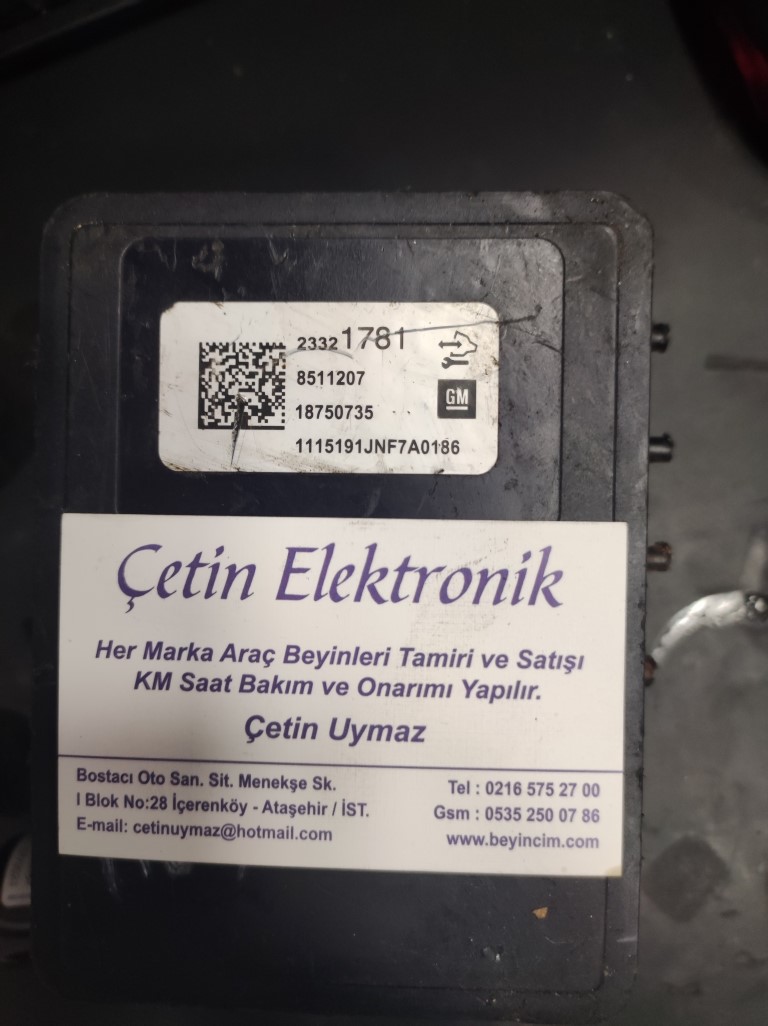 23321781
8511207
GM
18750735
1115191JNF7A0186
Çetin Elektronik
Her Marka Araç Beyinleri Tamiri ve Satışı
KM Saat Bakım ve Onarımı Yapılır.
Çetin Uymaz
Bostacı Oto San. Sit. Menekşe Sk.
I Blok No:28 İçerenköy - Ataşehir / İST.
E-mail: cetinuymaz@hotmail.com
Tel : 0216 575 27 00
Gsm : 0535 250 07 86
www.beyincim.com